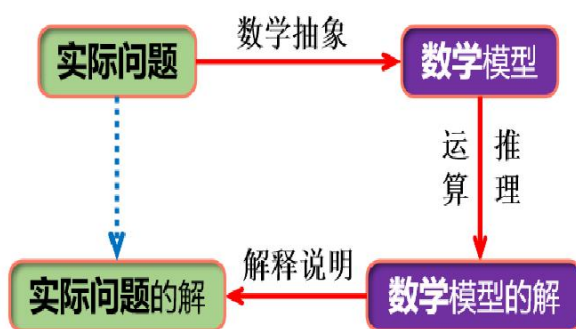 数学抽象
实际问题
数学模型
运 推
算 理
解释说明
实际问题的解
数学模型的解